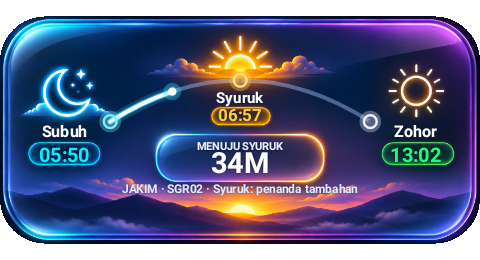 Subuh
05:50
Syuruk
06:57
Zohor
13:02
MENUJU SYURUK
34M
JAKIM · SGR02 · Syuruk: penanda tambahan